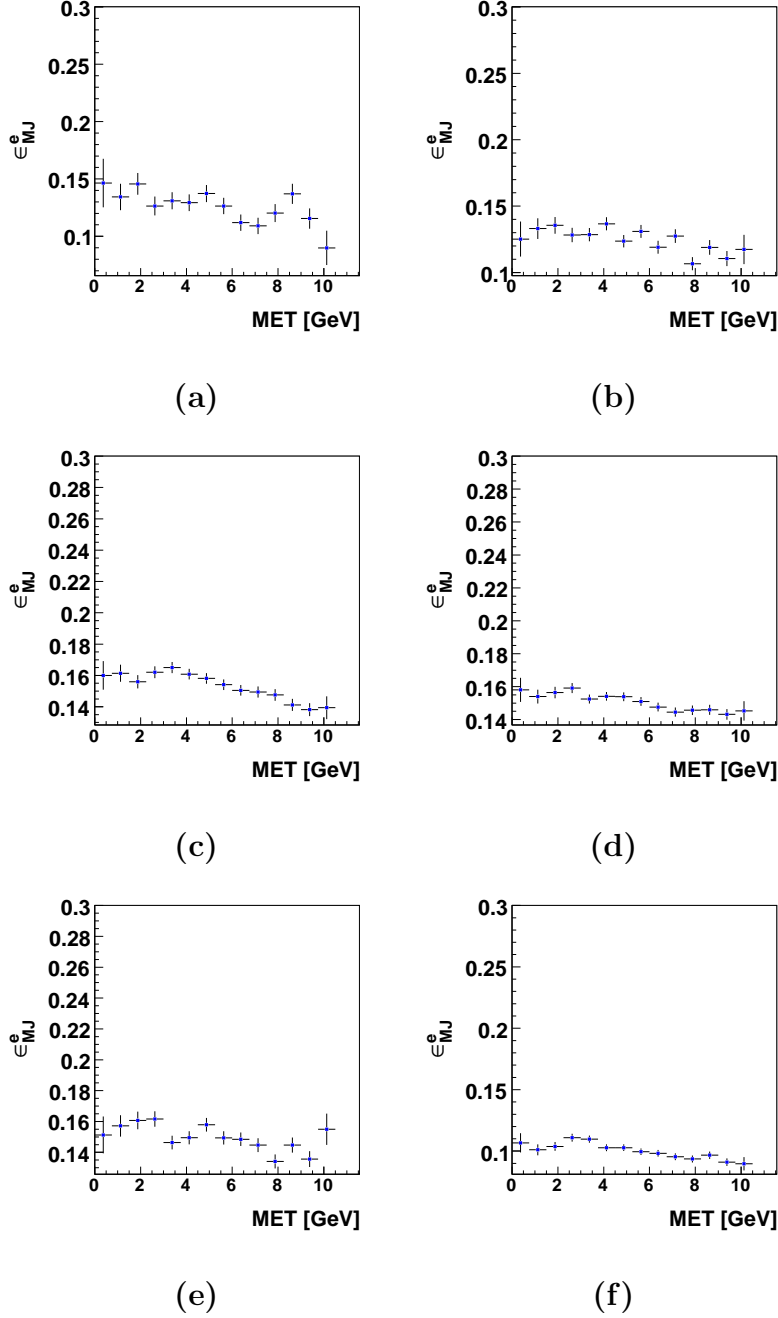 0.3 0.3
0.25 0.25
0.2 0.2
0.15 0.15
0.1 0.1
∈ᵉMJ ∈ᵉMJ
0 2 4 6 8 10 0 2 4 6 8 10
MET [GeV] MET [GeV]
(a) (b)
0.3 0.3
0.28 0.28
0.26 0.26
0.24 0.24
0.22 0.22
0.2 0.2
0.18 0.18
0.16 0.16
0.14 0.14
∈ᵉMJ ∈ᵉMJ
0 2 4 6 8 10 0 2 4 6 8 10
MET [GeV] MET [GeV]
(c) (d)
0.3 0.3
0.28
0.26 0.25
0.24
0.22
0.2 0.2
0.18
0.16 0.15
0.14 0.1
∈ᵉMJ ∈ᵉMJ
0 2 4 6 8 10 0 2 4 6 8 10
MET [GeV] MET [GeV]
(e) (f)